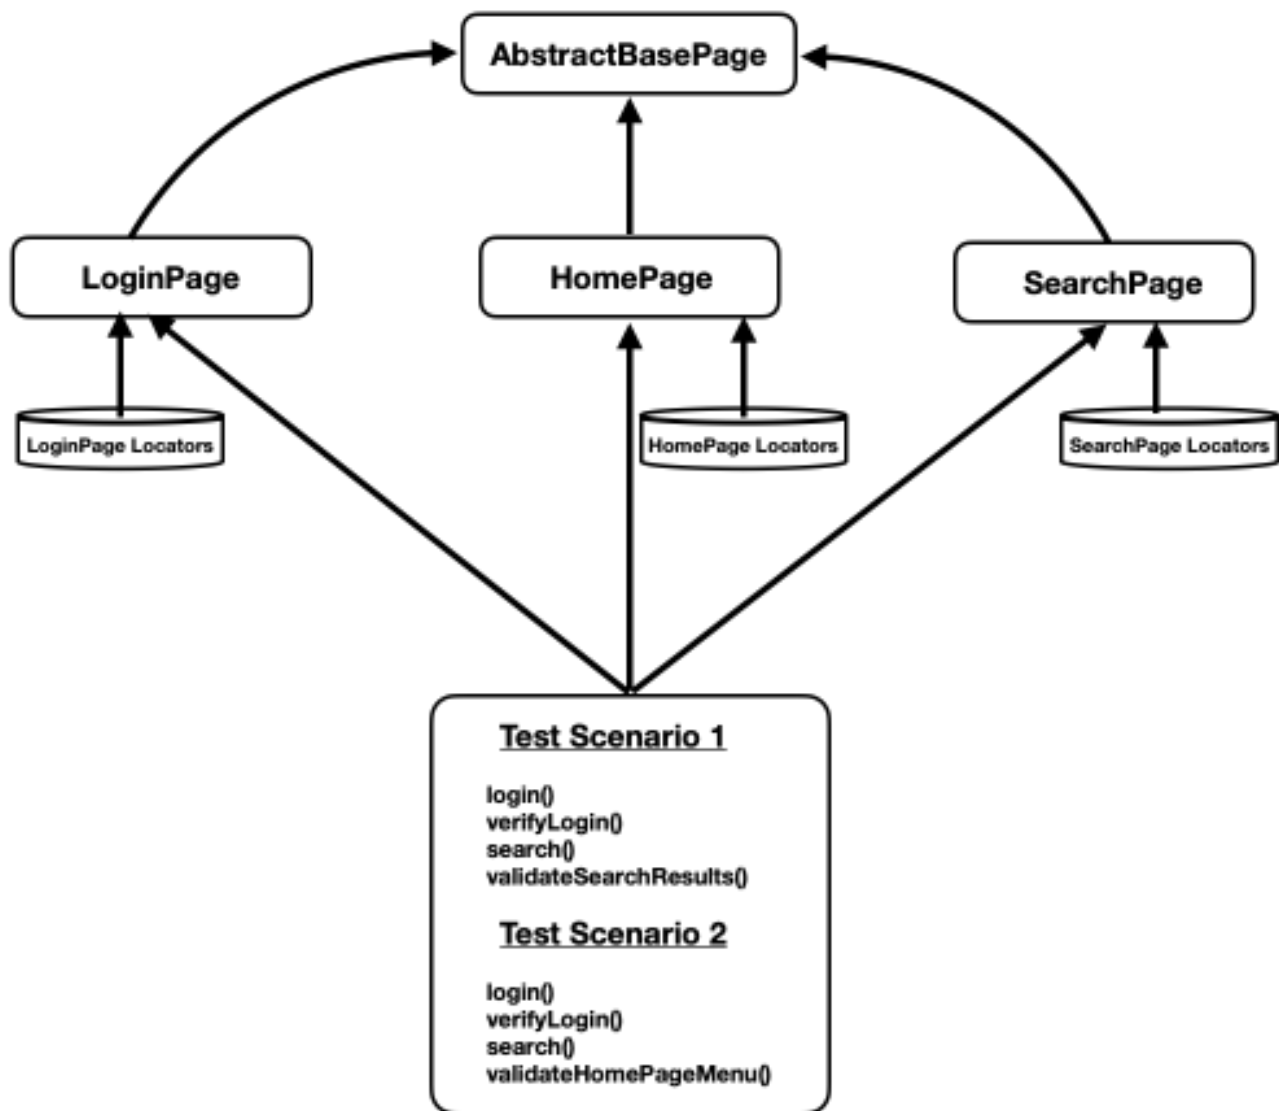 AbstractBasePage
LoginPage
HomePage
SearchPage
LoginPage Locators
HomePage Locators
SearchPage Locators
Test Scenario 1
login()
verifyLogin()
search()
validateSearchResults()
Test Scenario 2
login()
verifyLogin()
search()
validateHomePageMenu()